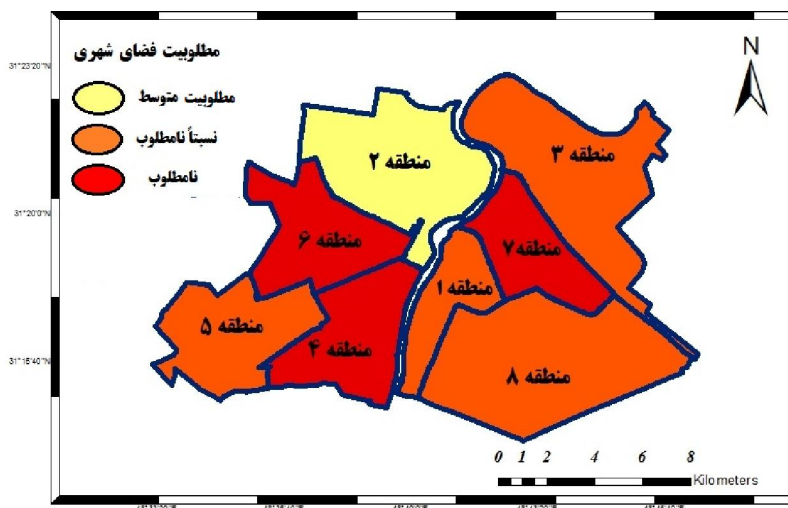 مطلوبیت فضای شهری
مطلوبیت متوسط
نسبتاً نامطلوب
نامطلوب
N
31°23'20"N
31°20'0"N
31°16'40"N
منطقه ۲
منطقه ۳
منطقه ۶
منطقه ۷
منطقه ۱
منطقه ۵
منطقه ۴
منطقه ۸
0 1 2 4 6 8
Kilometers